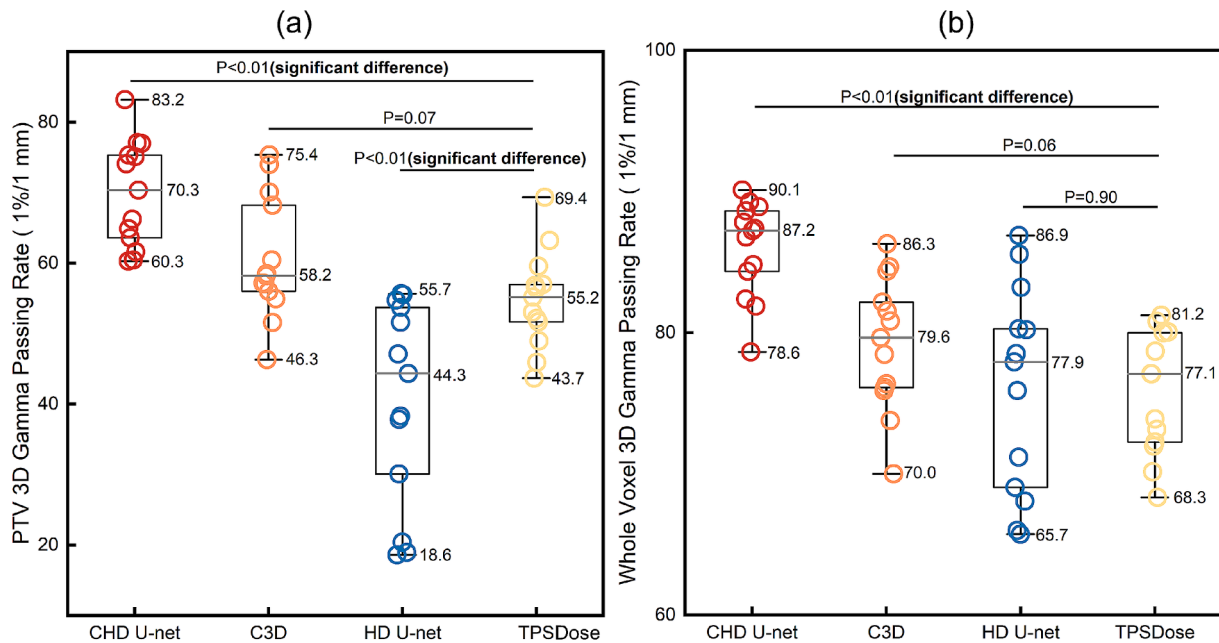 (a)
PTV 3D Gamma Passing Rate ( 1%/1 mm)
80
60
40
20
P<0.01(significant difference)
P=0.07
P<0.01(significant difference)
83.2
70.3
60.3
75.4
58.2
46.3
55.7
44.3
18.6
69.4
55.2
43.7
CHD U-net C3D HD U-net TPSDose
(b)
Whole Voxel 3D Gamma Passing Rate ( 1%/1 mm)
100
80
60
P<0.01(significant difference)
P=0.06
P=0.90
90.1
87.2
78.6
86.3
79.6
70.0
86.9
77.9
65.7
81.2
77.1
68.3
CHD U-net C3D HD U-net TPSDose